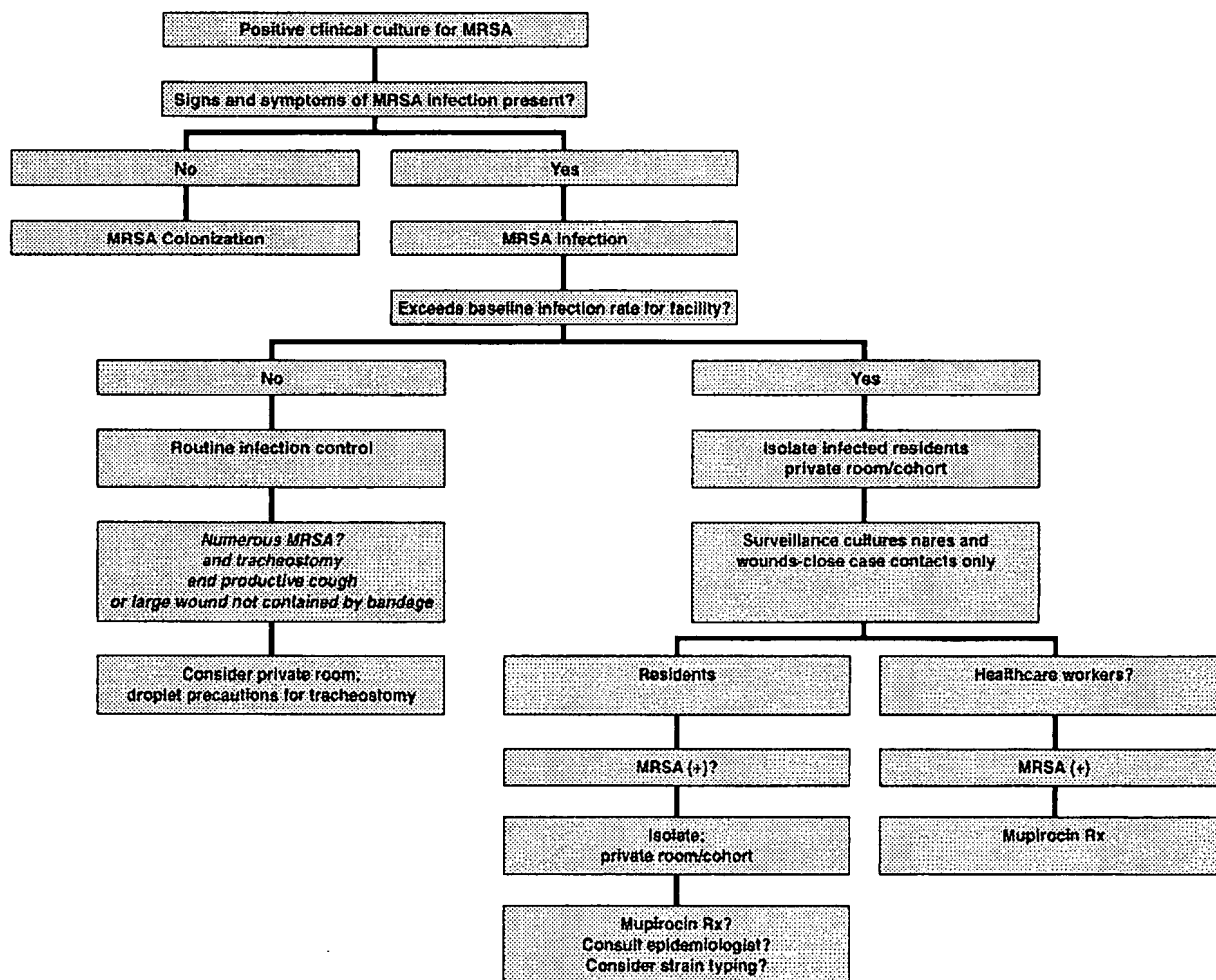 Positive clinical culture for MRSA
Signs and symptoms of MRSA infection present?
No
Yes
MRSA Colonization
MRSA Infection
Exceeds baseline infection rate for facility?
No
Yes
Routine infection control
Isolate infected residents
private room/cohort
Numerous MRSA?
and tracheostomy
and productive cough
or large wound not contained by bandage
Surveillance cultures nares and
wounds-close case contacts only
Consider private room;
droplet precautions for tracheostomy
Residents
Healthcare workers?
MRSA (+)?
MRSA (+)
Isolate;
private room/cohort
Mupirocin Rx
Mupirocin Rx?
Consult epidemiologist?
Consider strain typing?